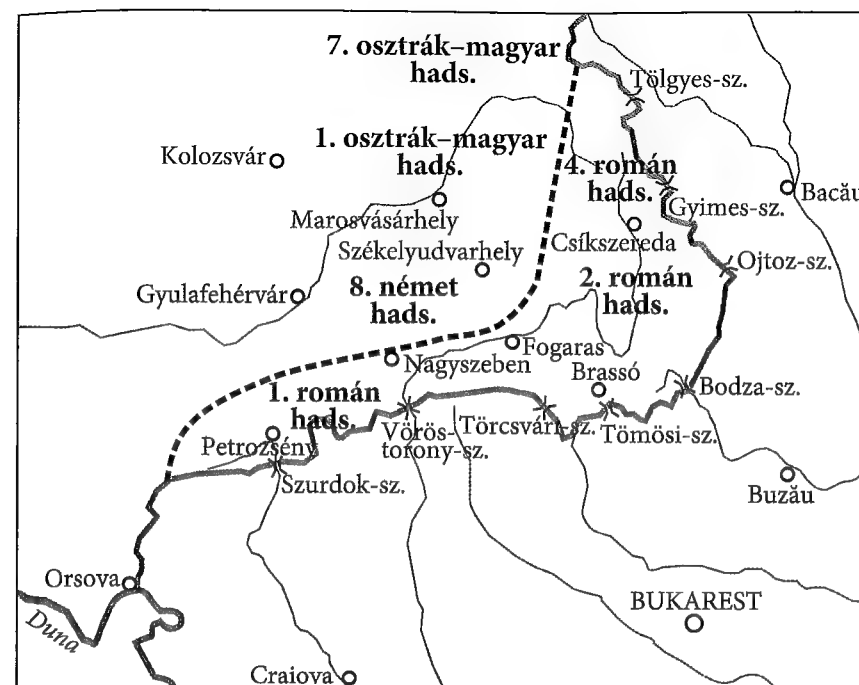 7. osztrák–magyar
hads.
Tölgyes-sz.
1. osztrák–magyar
hads.
Kolozsvár
4. román
hads.
Bacău
Marosvásárhely
Gyimes-sz.
Székelyudvarhely
Csíkszereda
Ojtoz-sz.
8. német
hads.
2. román
hads.
Gyulafehérvár
Fogaras
Nagyszeben
Brassó
Bodza-sz.
1. román
hads.
Petrozsény
Vörös-
torony-sz.
Törcsvári-sz.
Tömösi-sz.
Szurdok-sz.
Buzău
Orsova
BUKAREST
Duna
Craiova